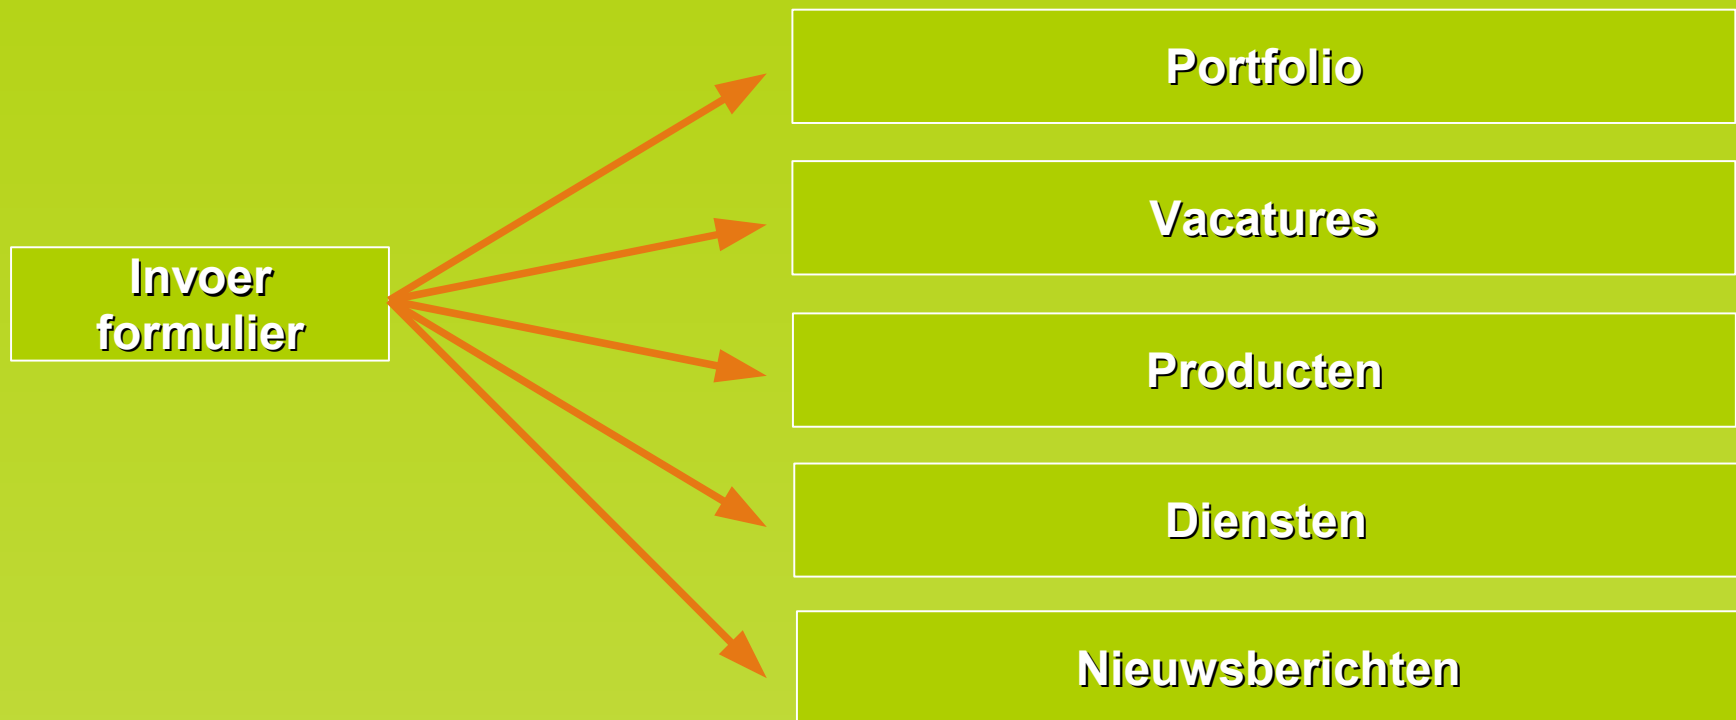 Portfolio
Vacatures
Invoer
formulier
Producten
Diensten
Nieuwsberichten